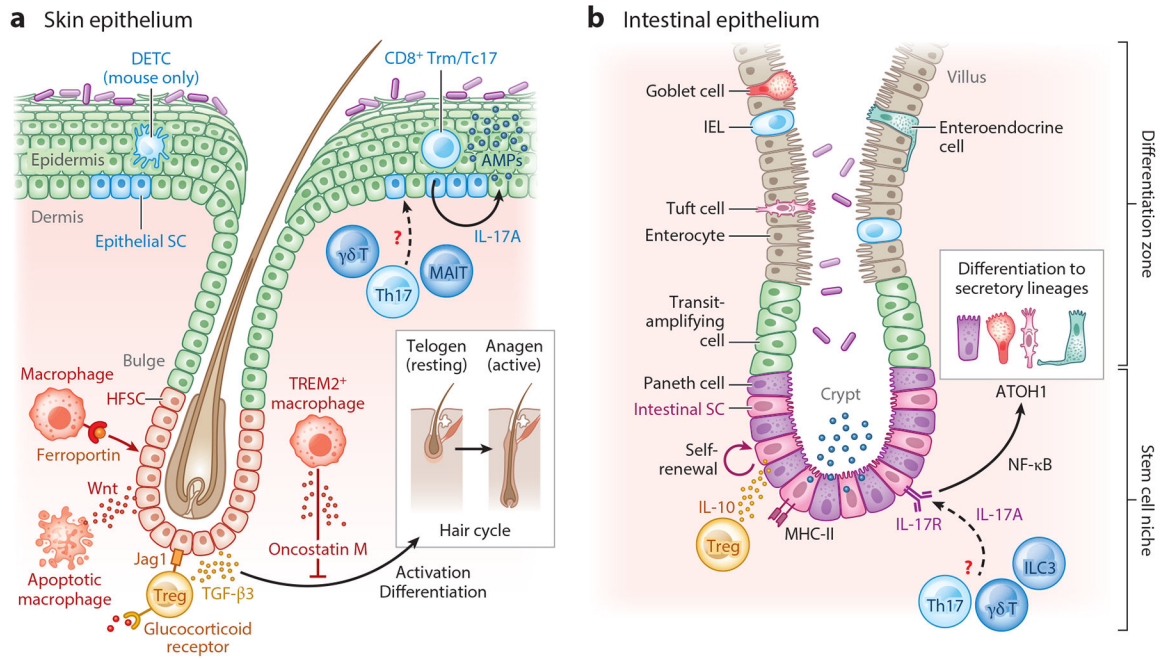 a Skin epithelium
DETC
(mouse only)
CD8⁺ Trm/Tc17
Epidermis
AMPs
Dermis
Epithelial SC
IL-17A
?
γδT
MAIT
Th17
Bulge
Macrophage
HFSC
Ferroportin
TREM2⁺
macrophage
Wnt
Apoptotic
macrophage
Jag1
Treg
TGF-β3
Glucocorticoid
receptor
Oncostatin M
Activation
Differentiation
Telogen
(resting)
Anagen
(active)
Hair cycle
b Intestinal epithelium
Goblet cell
Villus
IEL
Enteroendocrine
cell
Tuft cell
Enterocyte
Transit-
amplifying
cell
Paneth cell
Intestinal SC
Crypt
Self-
renewal
IL-10
Treg
MHC-II
IL-17R
IL-17A
?
Th17
γδT
ILC3
NF-κB
ATOH1
Differentiation to
secretory lineages
Differentiation zone
Stem cell niche